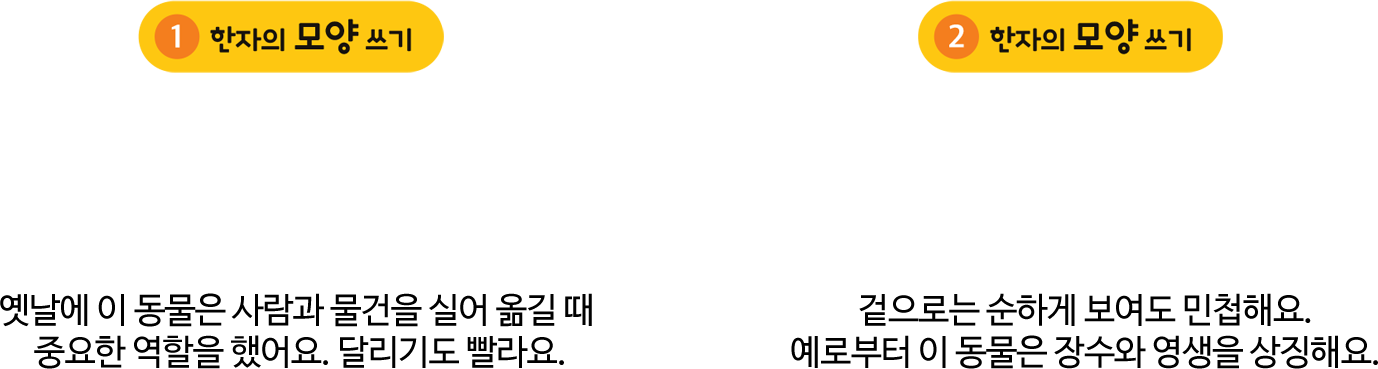 1 한자의 모양 쓰기
옛날에 이 동물은 사람과 물건을 실어 옮길 때
중요한 역할을 했어요. 달리기도 빨라요.
2 한자의 모양 쓰기
겉으로는 순하게 보여도 민첩해요.
예로부터 이 동물은 장수와 영생을 상징해요.